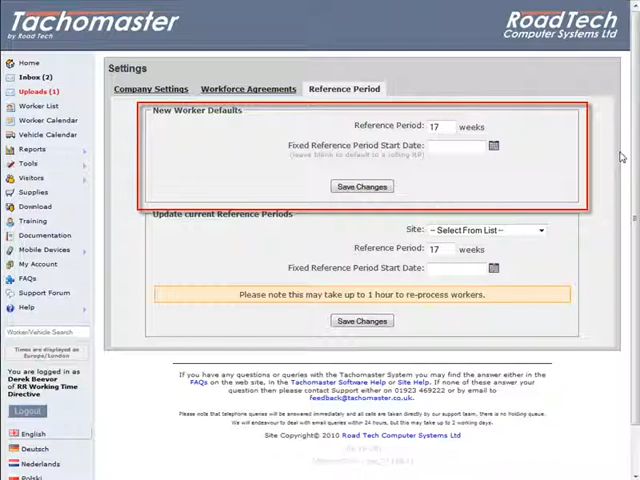 Tachomaster
by Road Tech
RoadTech
Computer Systems Ltd
Home
Inbox (2)
Uploads (1)
Worker List
Worker Calendar
Vehicle Calendar
Reports
Tools
Visitors
Supplies
Download
Training
Documentation
Mobile Devices
My Account
FAQs
Support Forum
Help
Worker/Vehicle Search
Times are displayed as
Europe/London
You are logged in as
Derek
Beevor
of RR Working Time
Directive
Logout
English
Deutsch
Nederlands
Polski
Settings
Company Settings Workforce Agreements Reference Period
New Worker Defaults
Reference Period: 17 weeks
Fixed Reference Period Start Date:
(leave blank to default to a rolling RP)
Save Changes
Update current Reference Periods
Site: -- Select From List --
Reference Period: 17 weeks
Fixed Reference Period Start Date:
Please note this may take up to 1 hour to re-process workers.
Save Changes
If you have any questions or queries with the Tachomaster System you may find the answer either in the
FAQs on the web site, in the Tachomaster Software Help or Site Help. If none of these answer your
question then please contact Support either on 01923 469222 or by email to
feedback@tachomaster.co.uk.
Please note that telephone queries will be answered immediately and all calls are taken directly by our support team, there is no holding queue.
We will endeavour to deal with email queries within 24 hours, but this may take up to 2 working days.
Site Copyright© 2010 Road Tech Computer Systems Ltd